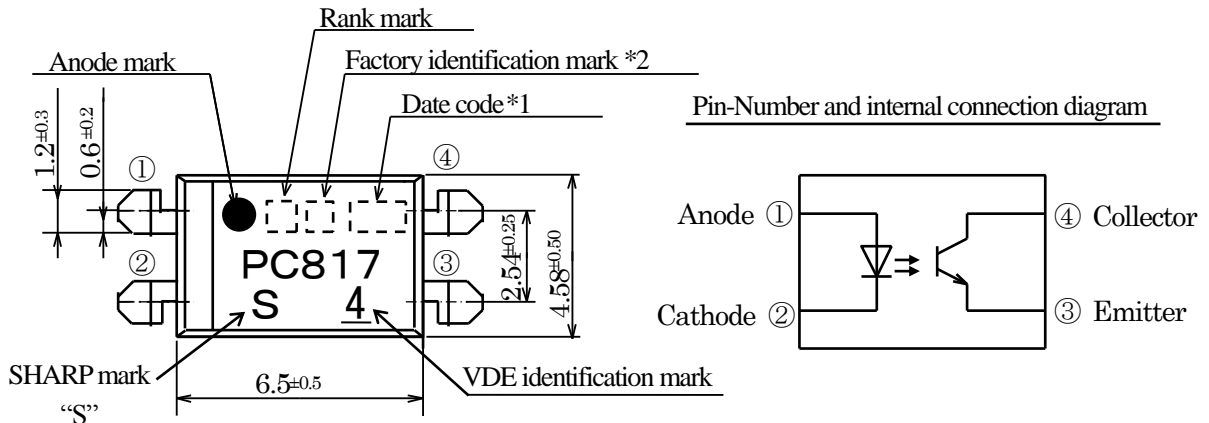 Rank mark
Anode mark
Factory identification mark *2
Date code*1
Pin-Number and internal connection diagram
1.2±0.3
0.6±0.2
①
④
②
③
PC817
S 4
2.54±0.25
4.58±0.50
Anode ①
④ Collector
Cathode ②
③ Emitter
SHARP mark
“S”
6.5±0.5
VDE identification mark